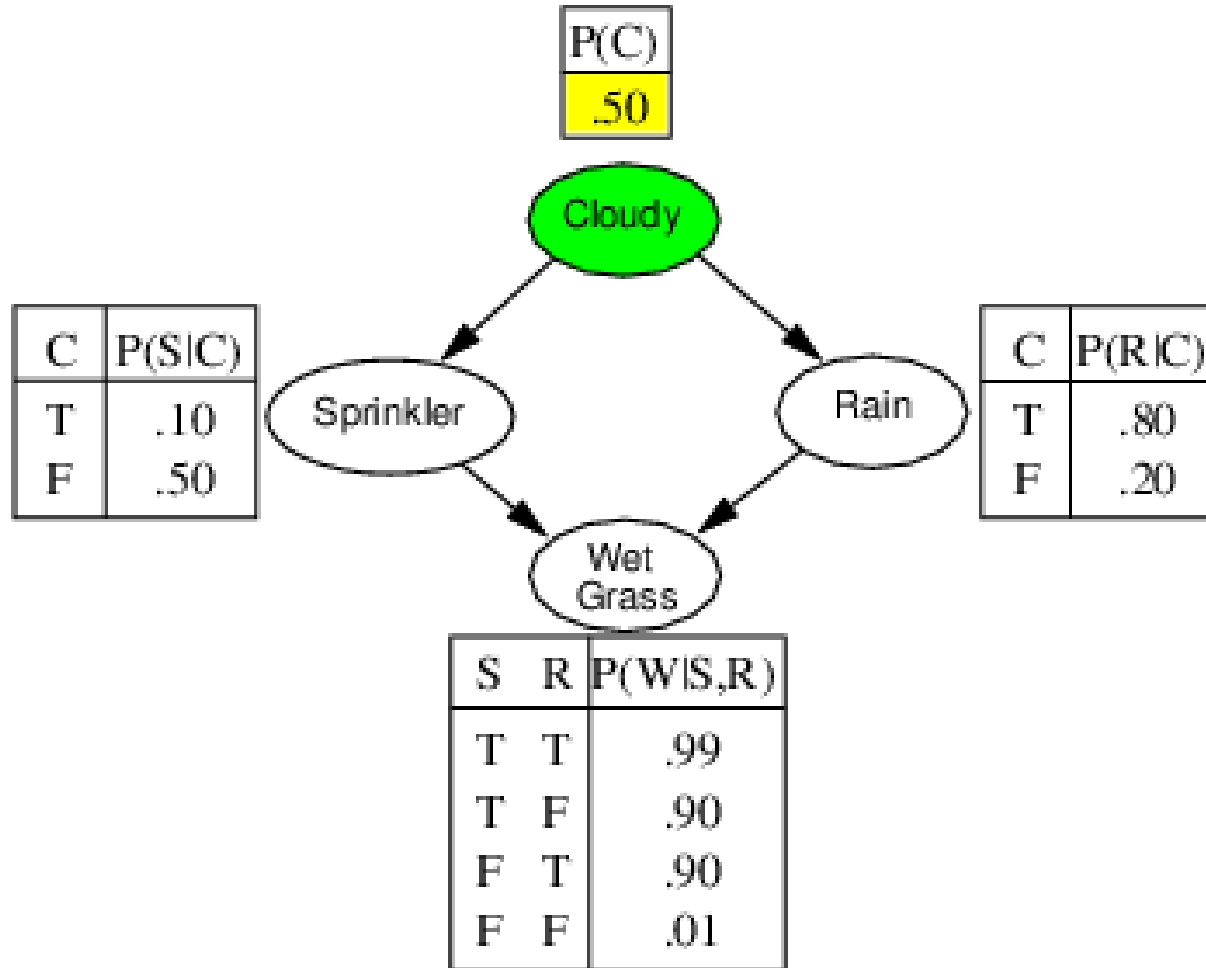 P(C)
.50
Cloudy
C P(S|C)
T .10
F .50
Sprinkler
Rain
C P(R|C)
T .80
F .20
Wet
Grass
S R P(W|S,R)
T T .99
T F .90
F T .90
F F .01